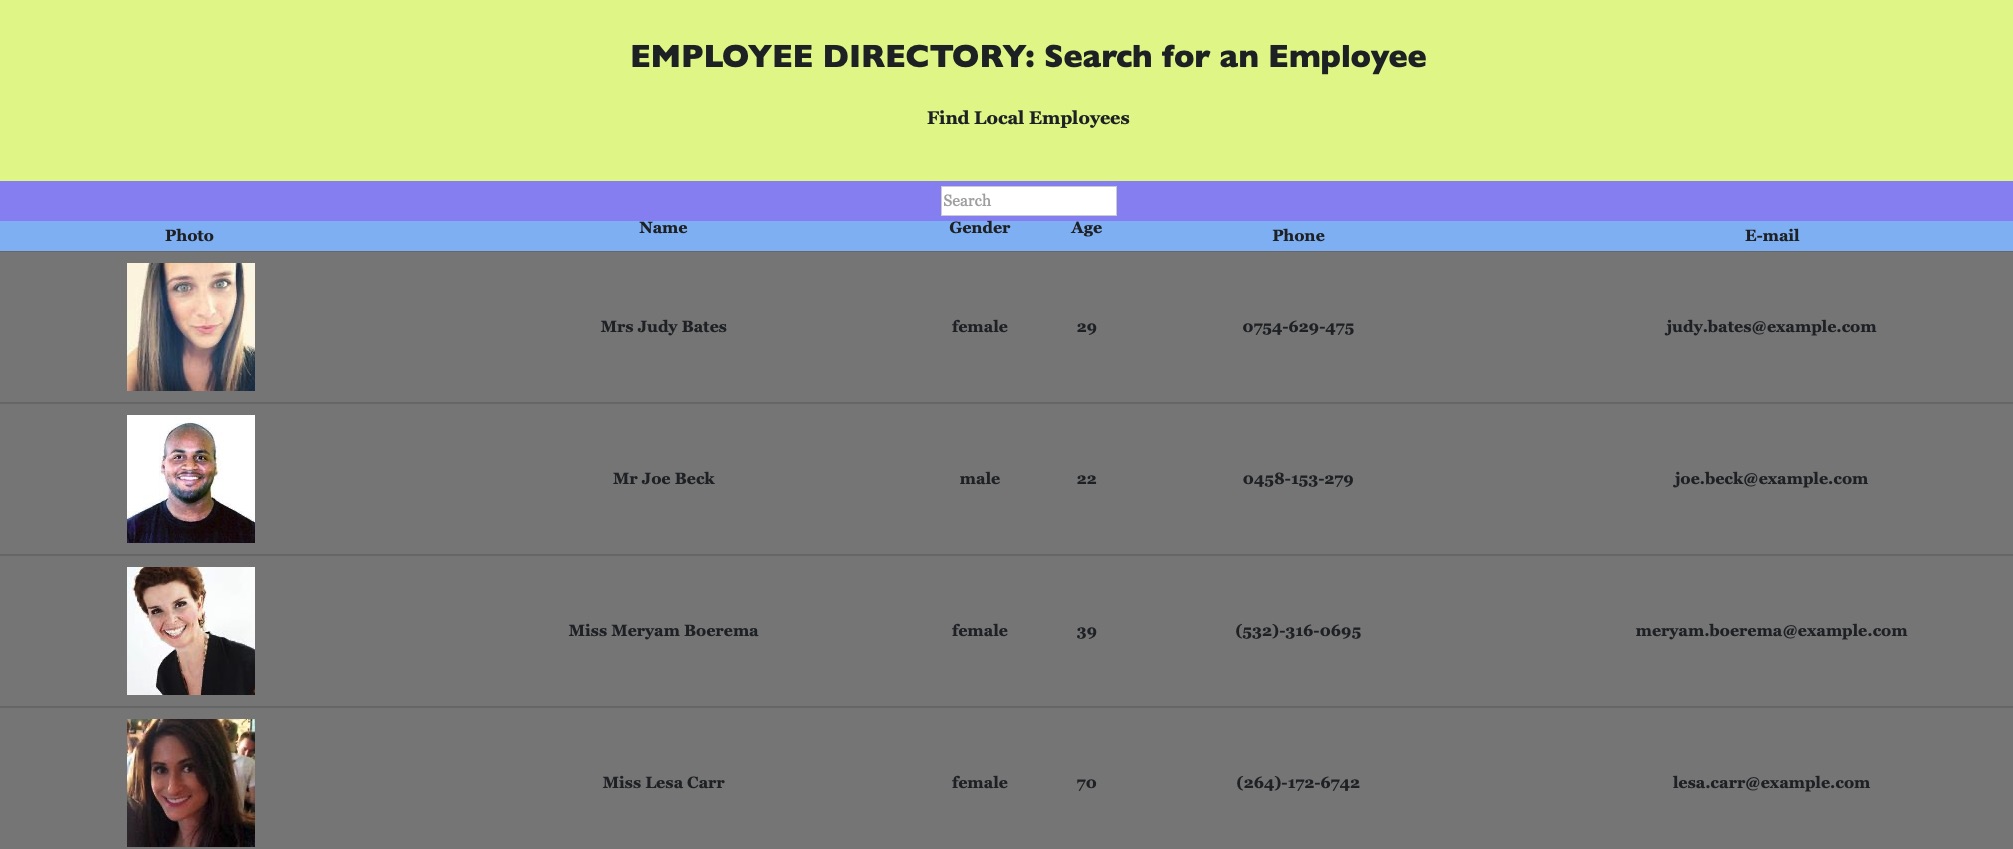 EMPLOYEE DIRECTORY: Search for an Employee
Find Local Employees
Search
Photo Name Gender Age Phone E-mail
Mrs Judy Bates female 29 0754-629-475 judy.bates@example.com
Mr Joe Beck male 22 0458-153-279 joe.beck@example.com
Miss Meryam Boerema female 39 (532)-316-0695 meryam.boerema@example.com
Miss Lesa Carr female 70 (264)-172-6742 lesa.carr@example.com